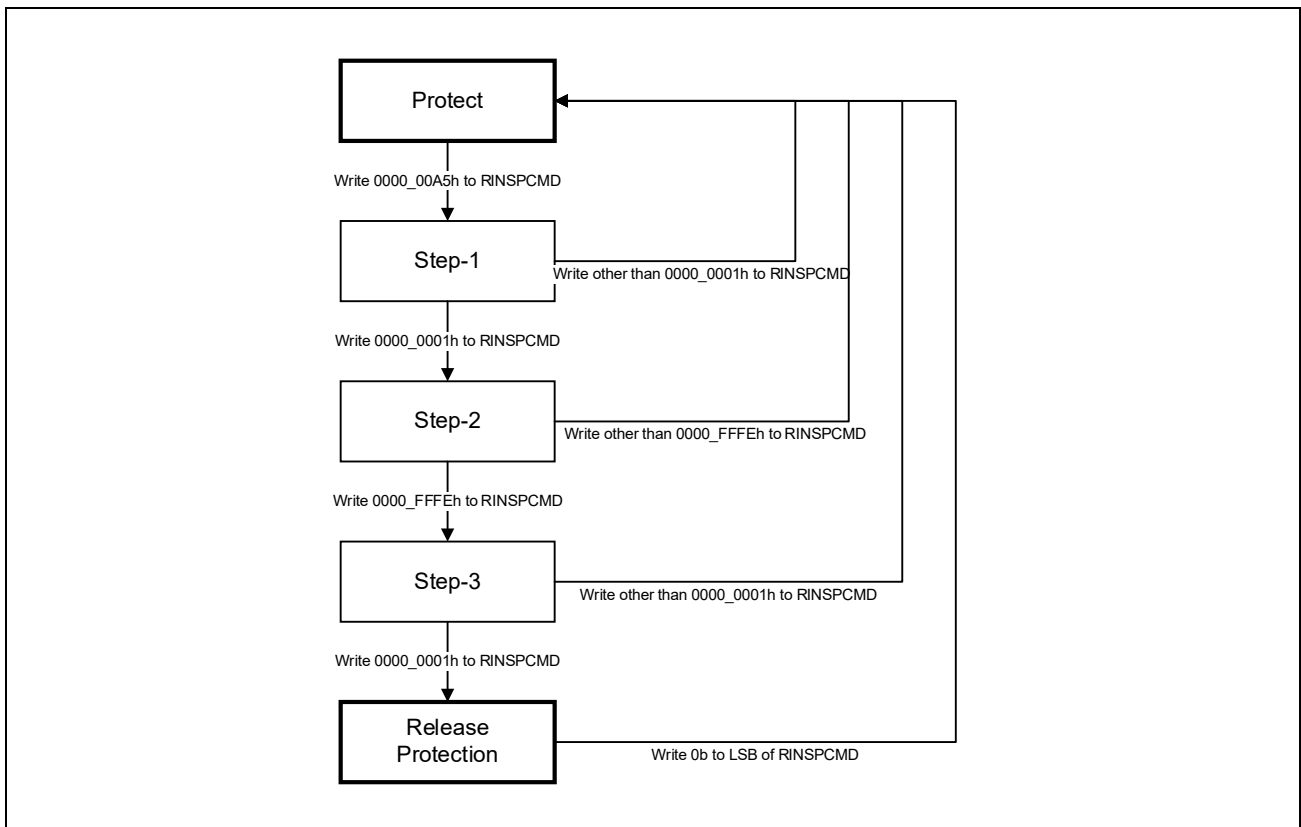 Protect
Write 0000_00A5h to RINSPCMD
Step-1
Write other than 0000_0001h to RINSPCMD
Write 0000_0001h to RINSPCMD
Step-2
Write other than 0000_FFFEh to RINSPCMD
Write 0000_FFFEh to RINSPCMD
Step-3
Write other than 0000_0001h to RINSPCMD
Write 0000_0001h to RINSPCMD
Release
Protection
Write 0b to LSB of RINSPCMD